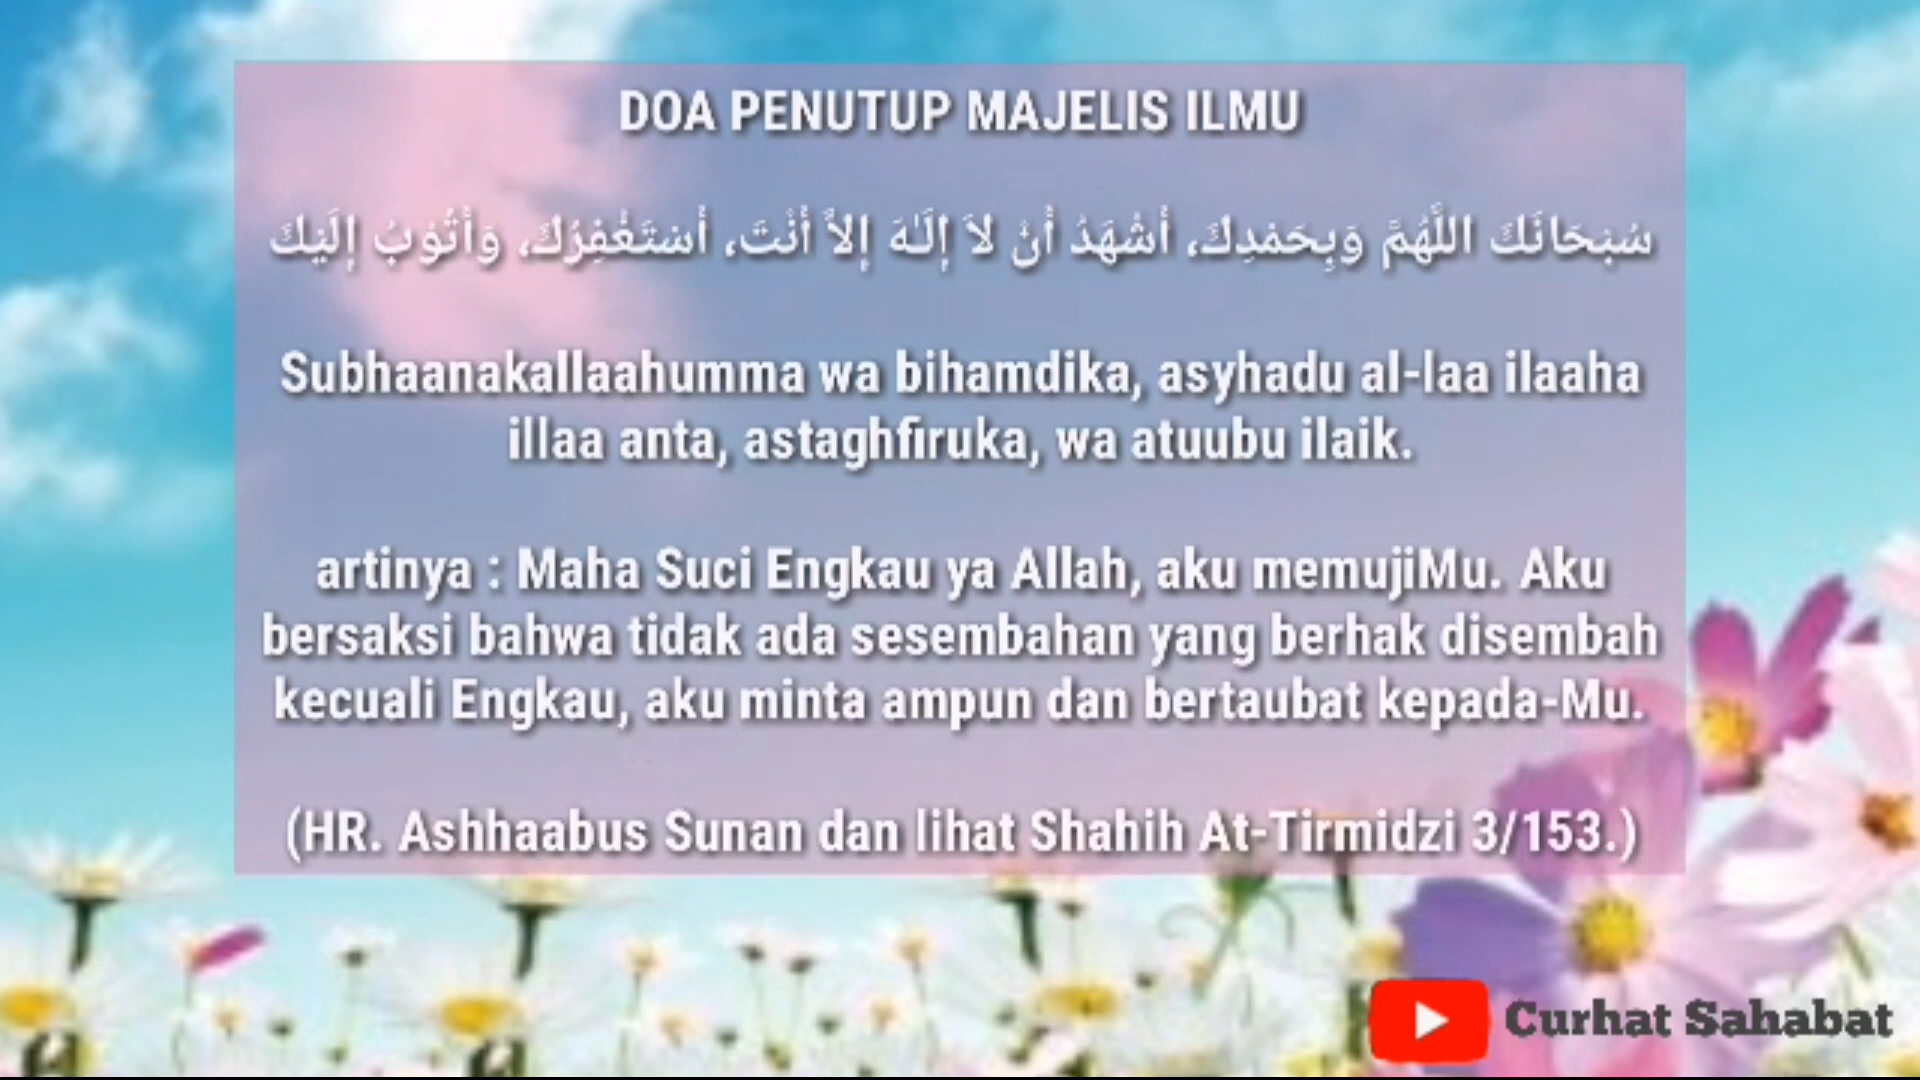 DOA PENUTUP MAJELIS ILMU
سُبْحَانَكَ اللَّهُمَّ وَبِحَمْدِكَ، أَشْهَدُ أَنْ لاَ إِلَـٰهَ إِلاَّ أَنْتَ، أَسْتَغْفِرُكَ، وَأَتُوْبُ إِلَيْكَ
Subhaanakallaahumma wa bihamdika, asyhadu al-laa ilaaha
illaa anta, astaghfiruka, wa atuubu ilaik.
artinya : Maha Suci Engkau ya Allah, aku memujiMu. Aku
bersaksi bahwa tidak ada sesembahan yang berhak disembah
kecuali Engkau, aku minta ampun dan bertaubat kepada-Mu.
(HR. Ashhaabus Sunan dan lihat Shahih At-Tirmidzi 3/153.)
Curhat Sahabat